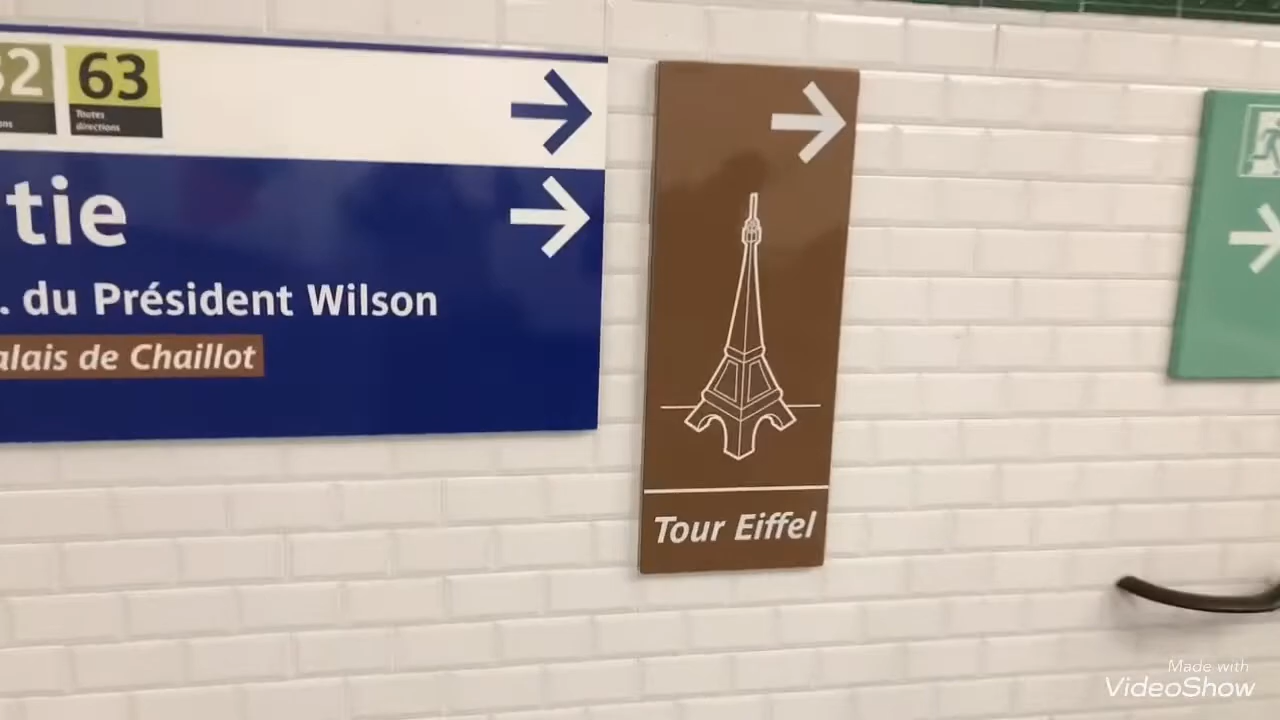 32
63
Toutes
directions
tie
. du Président Wilson
alais de Chaillot
Tour Eiffel
Made with
VideoShow